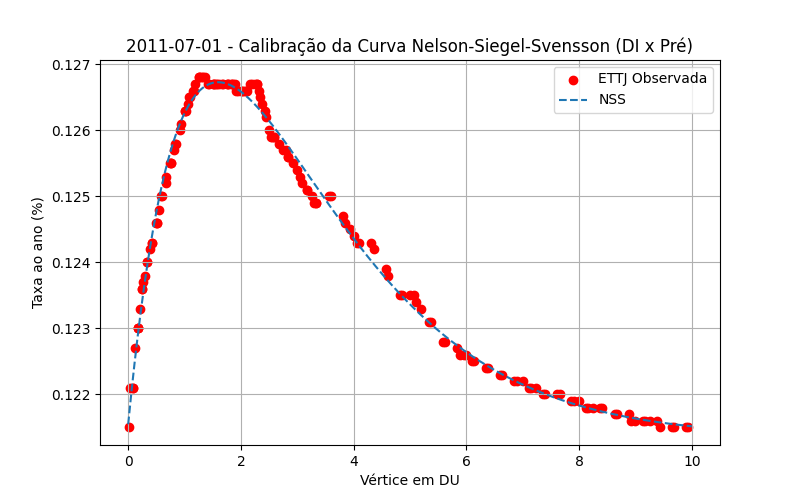 2011-07-01 - Calibração da Curva Nelson-Siegel-Svensson (DI x Pré)
ETTJ Observada
NSS
Taxa ao ano (%)
0.127
0.126
0.125
0.124
0.123
0.122
0 2 4 6 8 10
Vértice em DU